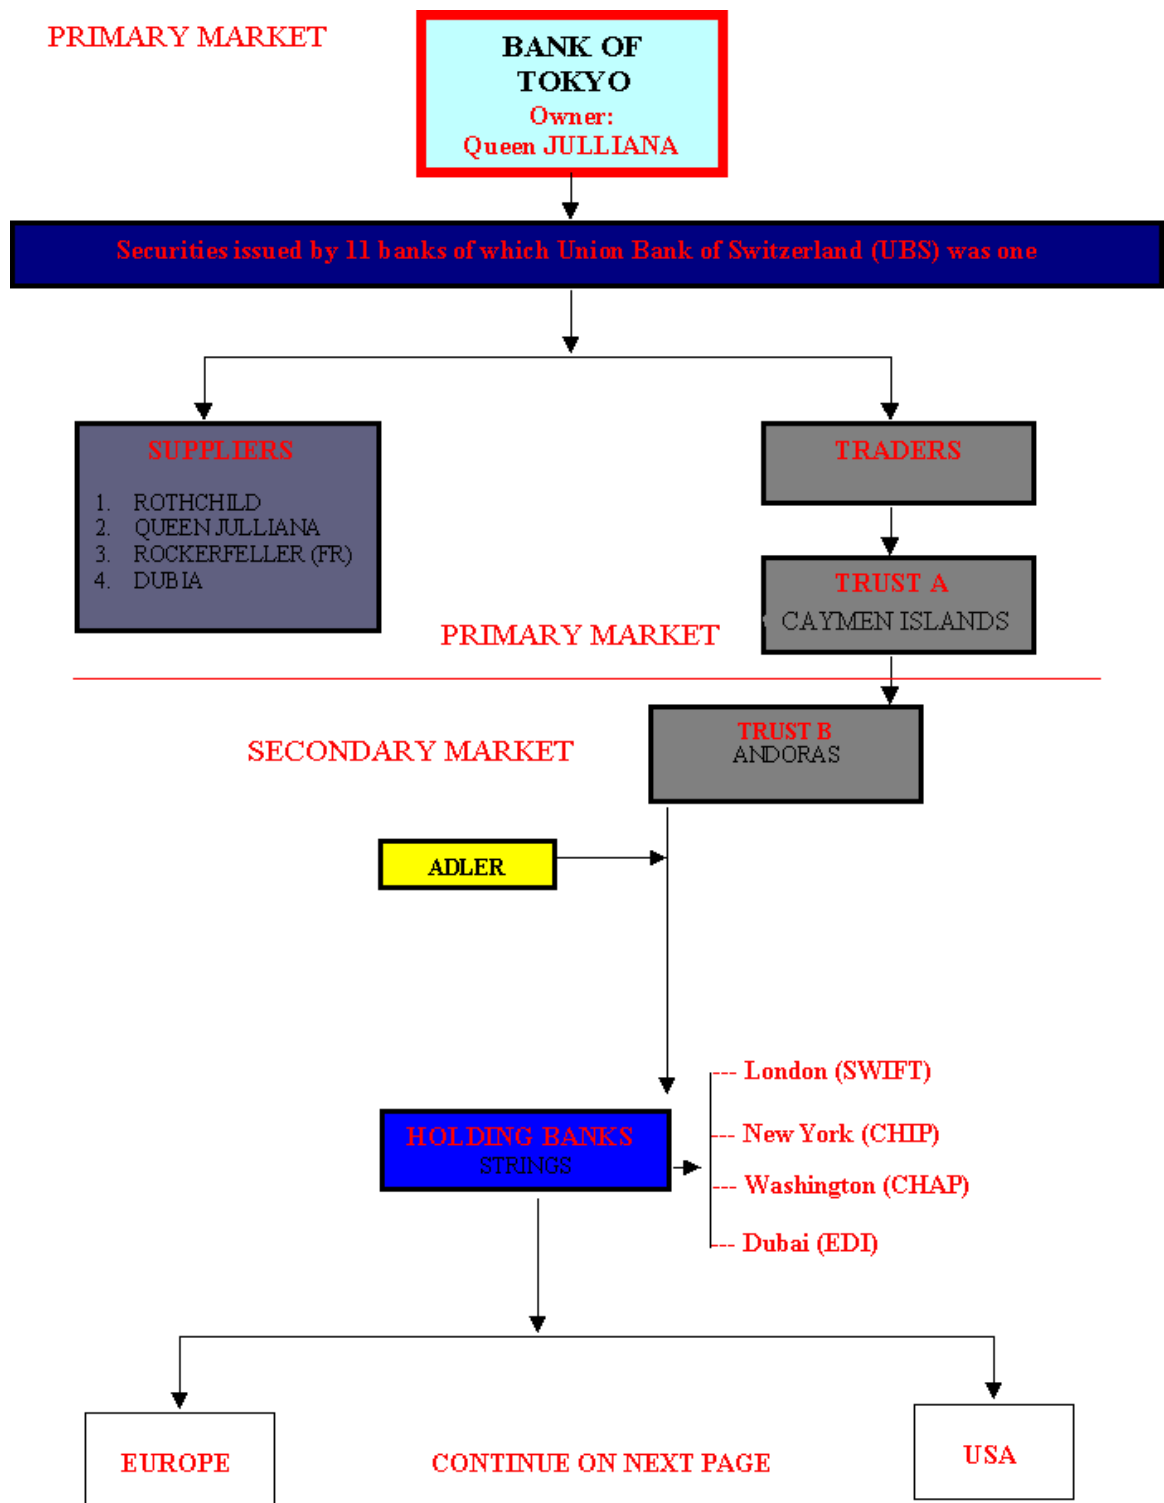 PRIMARY MARKET
BANK OF
TOKYO
Owner:
Queen JULLIANA
Securities issued by 11 banks of which Union Bank of Switzerland (UBS) was one
SUPPLIERS
1. ROTHCHILD
2. QUEEN JULLIANA
3. ROCKERFELLER (FR)
4. DUBIA
TRADERS
TRUST A
CAYMEN ISLANDS
PRIMARY MARKET
SECONDARY MARKET
TRUST B
ANDORAS
ADLER
HOLDING BANKS
STRINGS
--- London (SWIFT)
--- New York (CHIP)
--- Washington (CHAP)
--- Dubai (EDI)
EUROPE
CONTINUE ON NEXT PAGE
USA